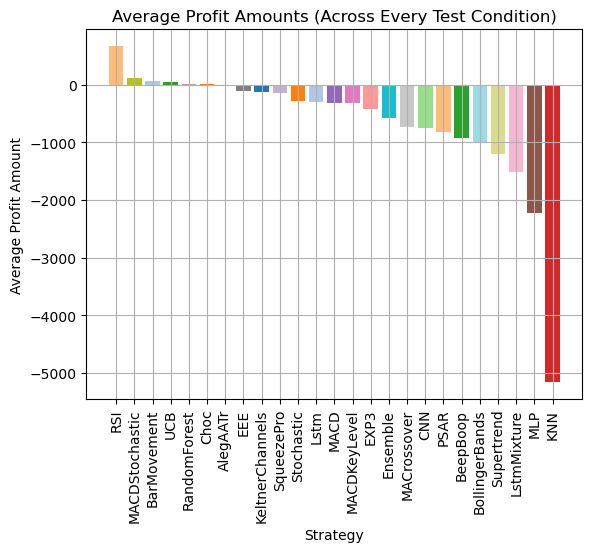 Average Profit Amounts (Across Every Test Condition)
Average Profit Amount
0
−1000
−2000
−3000
−4000
−5000
RSI
MACDStochastic
BarMovement
UCB
RandomForest
Choc
AlegAATr
EEE
KeltnerChannels
SqueezePro
Stochastic
Lstm
MACD
MACDKeyLevel
EXP3
Ensemble
MACrossover
CNN
PSAR
BeepBoop
BollingerBands
Supertrend
LstmMixture
MLP
KNN
Strategy